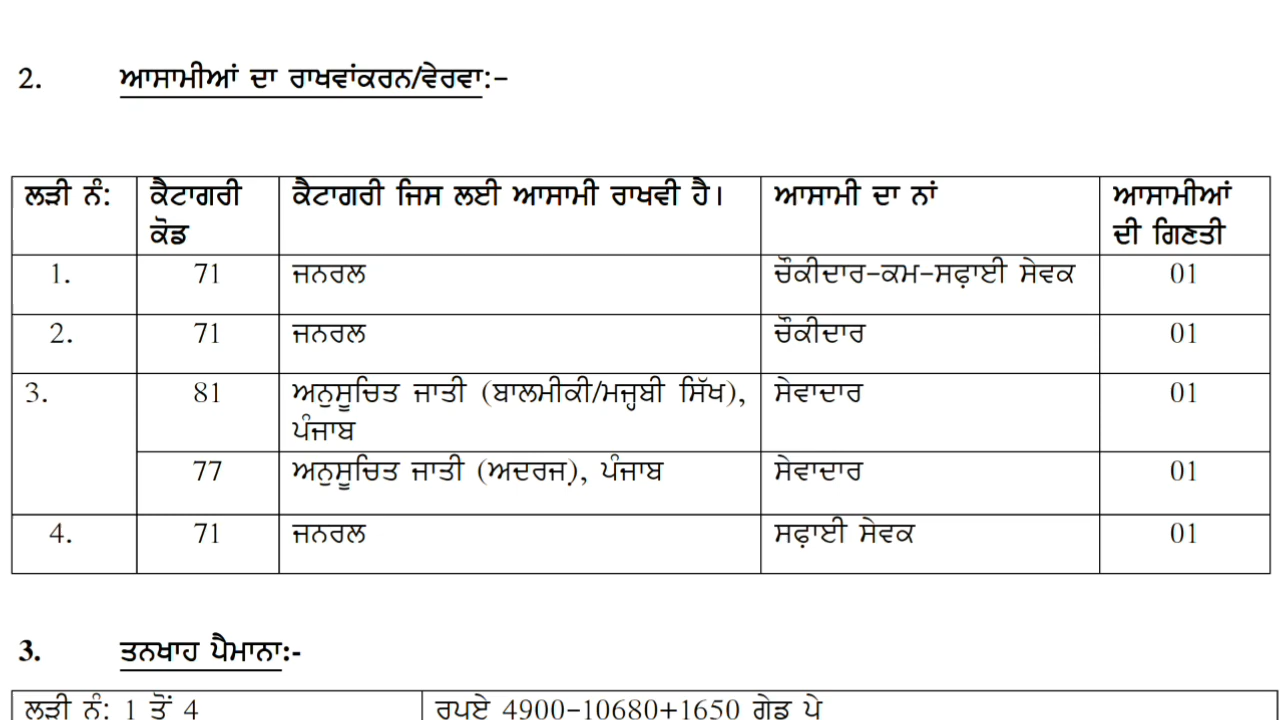 2. ਆਸਾਮੀਆਂ ਦਾ ਰਾਖਵਾਂਕਰਨ/ਵੇਰਵਾ:-
ਲੜੀ ਨੰ: ਕੈਟਾਗਰੀ ਕੋਡ ਕੈਟਾਗਰੀ ਜਿਸ ਲਈ ਆਸਾਮੀ ਰਾਖਵੀ ਹੈ। ਆਸਾਮੀ ਦਾ ਨਾਂ ਆਸਾਮੀਆਂ ਦੀ ਗਿਣਤੀ
1. 71 ਜਨਰਲ ਚੌਕੀਦਾਰ-ਕਮ-ਸਫ਼ਾਈ ਸੇਵਕ 01
2. 71 ਜਨਰਲ ਚੌਕੀਦਾਰ 01
3. 81 ਅਨੁਸੂਚਿਤ ਜਾਤੀ (ਬਾਲਮੀਕੀ/ਮਜ੍ਹਬੀ ਸਿੱਖ), ਸੇਵਾਦਾਰ 01
ਪੰਜਾਬ
77 ਅਨੁਸੂਚਿਤ ਜਾਤੀ (ਅਦਰਜ), ਪੰਜਾਬ ਸੇਵਾਦਾਰ 01
4. 71 ਜਨਰਲ ਸਫ਼ਾਈ ਸੇਵਕ 01
3. ਤਨਖਾਹ ਪੈਮਾਨਾ:-
ਲੜੀ ਨੰ: 1 ਤੋਂ 4 ਰੁਪਏ 4900-10680+1650 ਗ੍ਰੇਡ ਪੇ